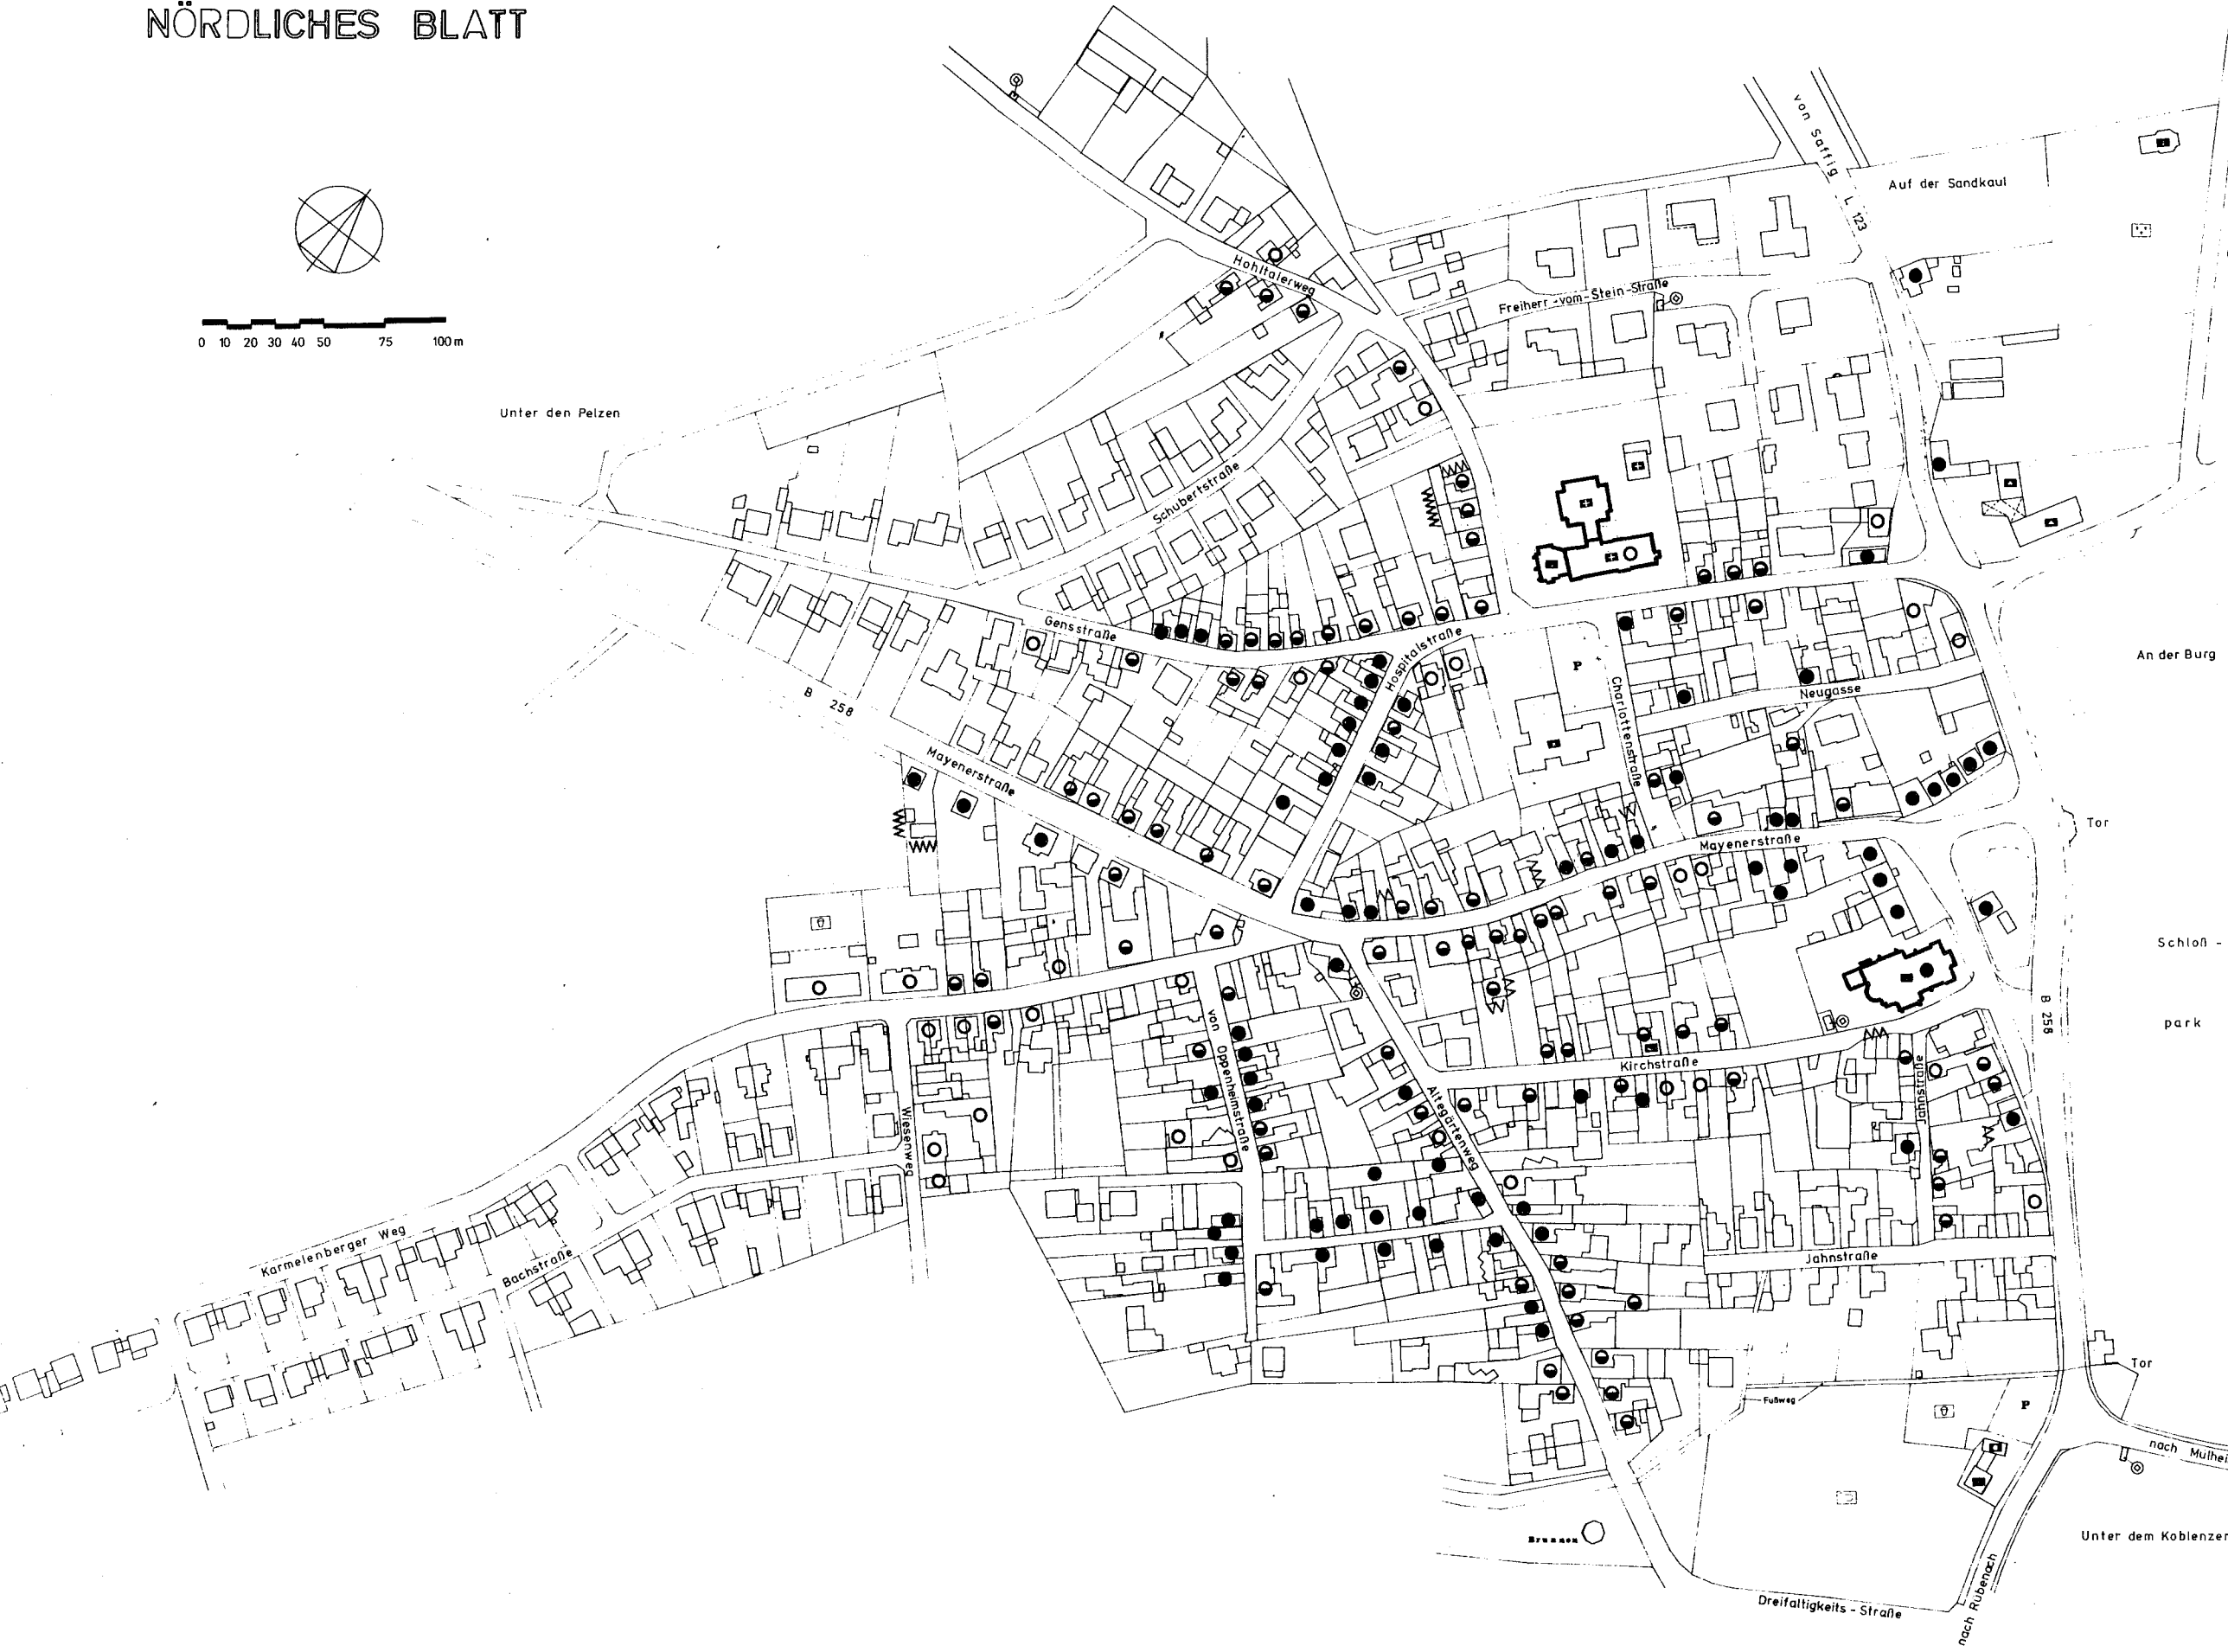 NÖRDLICHES BLATT
von Saffig
L 123
Auf der Sandkaul
Hohltalerweg
Freiherr-vom-Stein-Straße
0 10 20 30 40 50 75 100 m
Unter den Pelzen
Schubertstraße
Gensstraße
Hospitalstraße
P
Charlottenstraße
Neugasse
An der Burg
B 258
Mayenerstraße
Mayenerstraße
Tor
Schloß -
park
B 258
von Oppenheimstraße
Kirchstraße
Jahnstraße
Altegärtenweg
Wiesenweg
Karmelenberger Weg
Bachstraße
Jahnstraße
Tor
Fußweg
P
nach Mülhei
Brunnen
Unter dem Koblenzer
nach Rübenach
Dreifaltigkeits - Straße